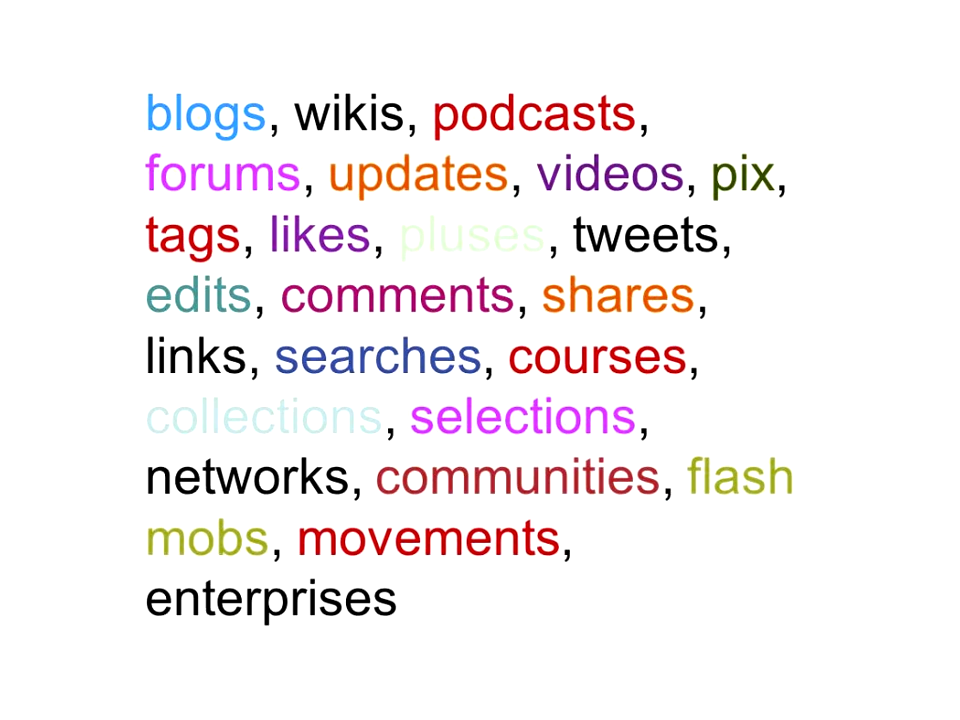 blogs, wikis, podcasts,
forums, updates, videos, pix,
tags, likes, pluses, tweets,
edits, comments, shares,
links, searches, courses,
collections, selections,
networks, communities, flash
mobs, movements,
enterprises